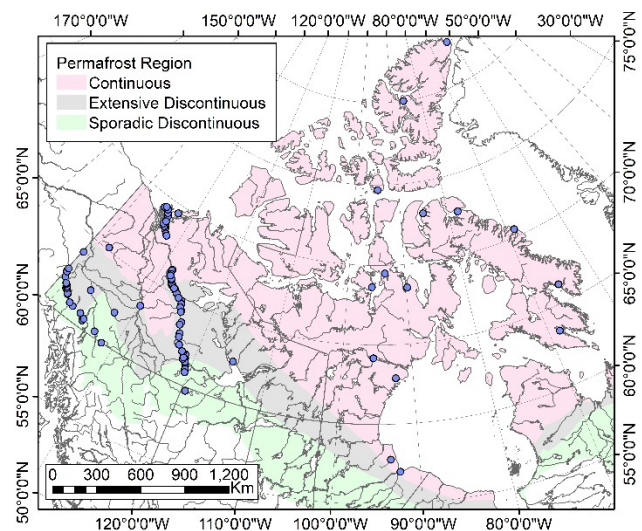 170°0'0"W 140°0'0"W 120°0'0"W 100°0'0"W 80°0'0"W 50°0'0"W 30°0'0"W
Permafrost Region
Continuous
Extensive Discontinuous
Sporadic Discontinuous
65°0'0"N
60°0'0"N
55°0'0"N
50°0'0"N
75°0'0"N
70°0'0"N
65°0'0"N
60°0'0"N
55°0'0"N
0 300 600 900 1,200
Km
120°0'0"W 110°0'0"W 100°0'0"W 90°0'0"W 80°0'0"W